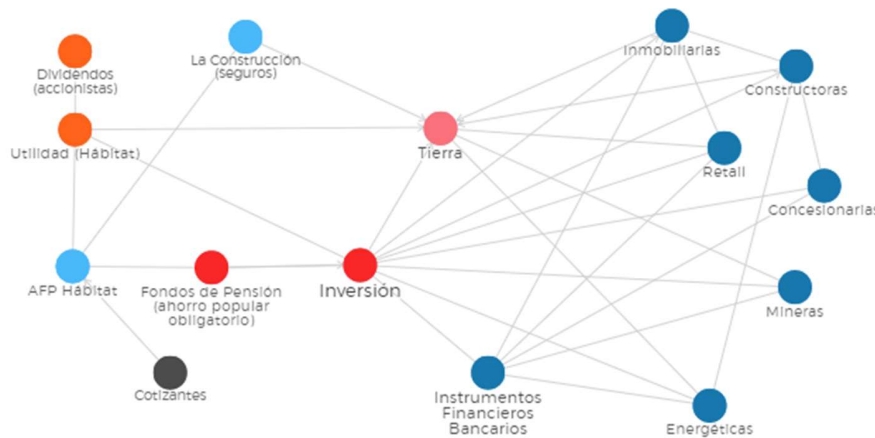 La Construcción
(seguros)
Inmobiliarias
Dividendos
(accionistas)
Constructoras
Utilidad (Hábitat)
Tierra
Retail
Concesionarias
AFP Hábitat
Fondos de Pensión
(ahorro popular
obligatorio)
Inversión
Mineras
Cotizantes
Instrumentos
Financieros
Bancarios
Energéticas